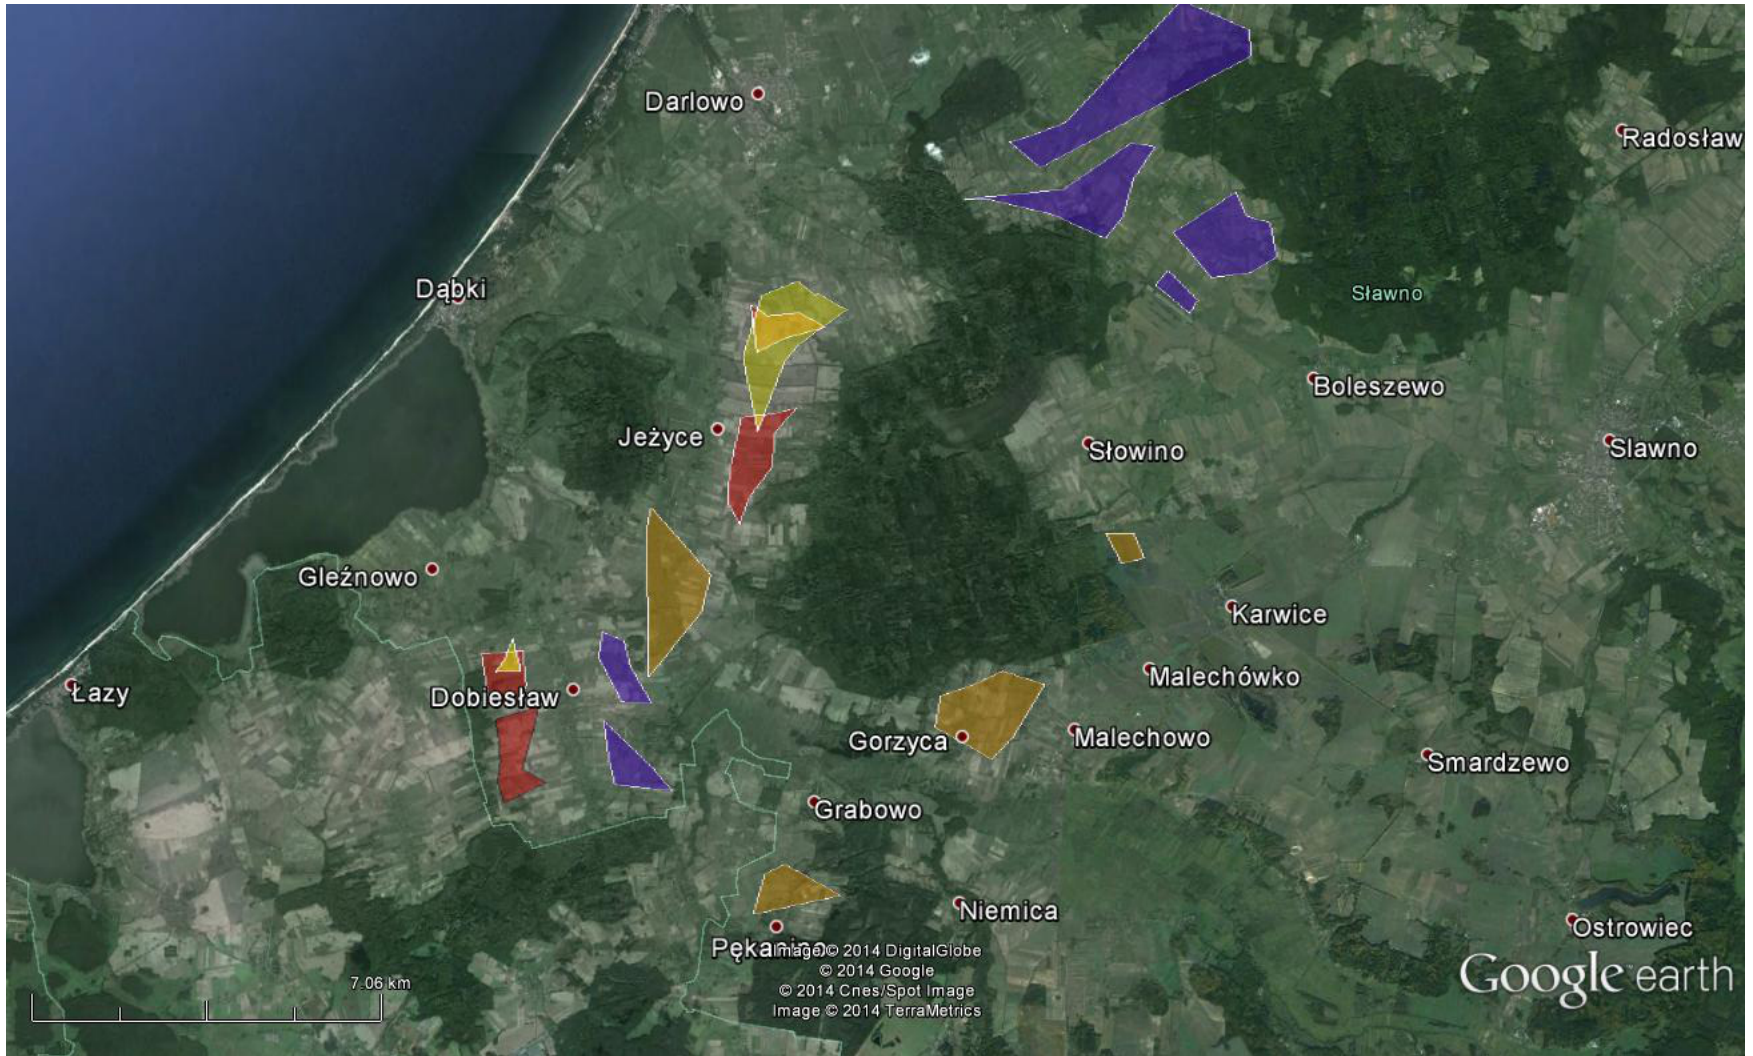 Darlowo
Radosław
Dąbki
Sławno
Boleszewo
Jeżyce
Słowino
Slawno
Gleźnowo
Karwice
Łazy
Dobiesław
Malechówko
Gorzyca
Malechowo
Smardzewo
Grabowo
Niemica
Ostrowiec
Pękanino
Image © 2014 DigitalGlobe
© 2014 Google
© 2014 Cnes/Spot Image
Image © 2014 TerraMetrics
7.06 km
Google earth